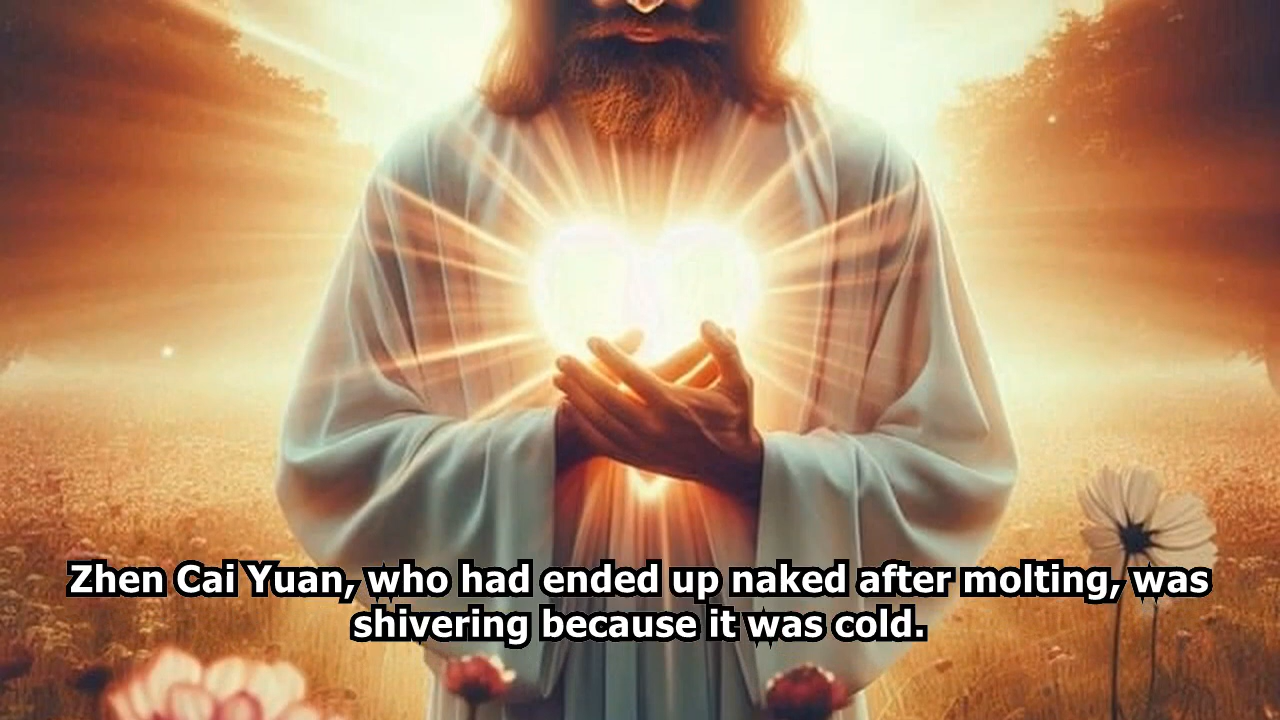 Zhen Cai Yuan, who had ended up naked after molting, was
shivering because it was cold.